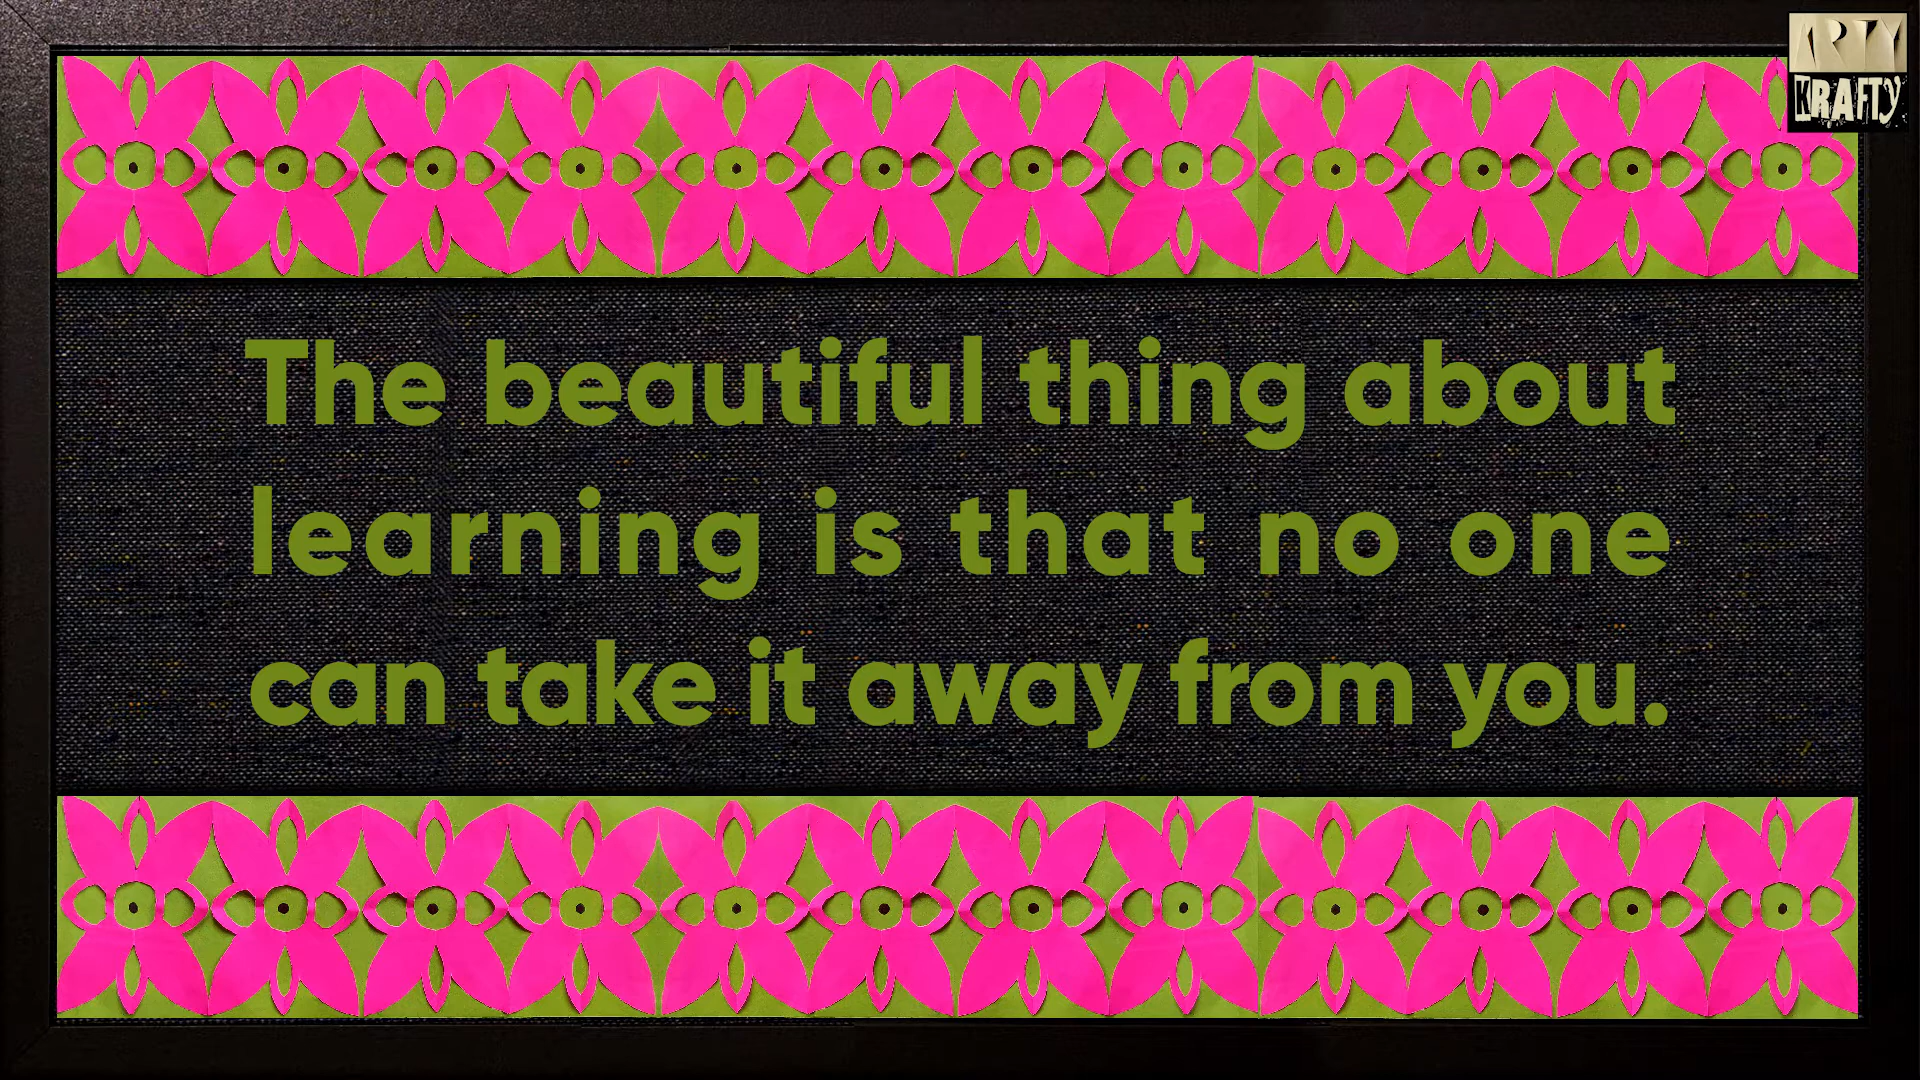 ARTY
KRAFTY
The beautiful thing about
learning is that no one
can take it away from you.